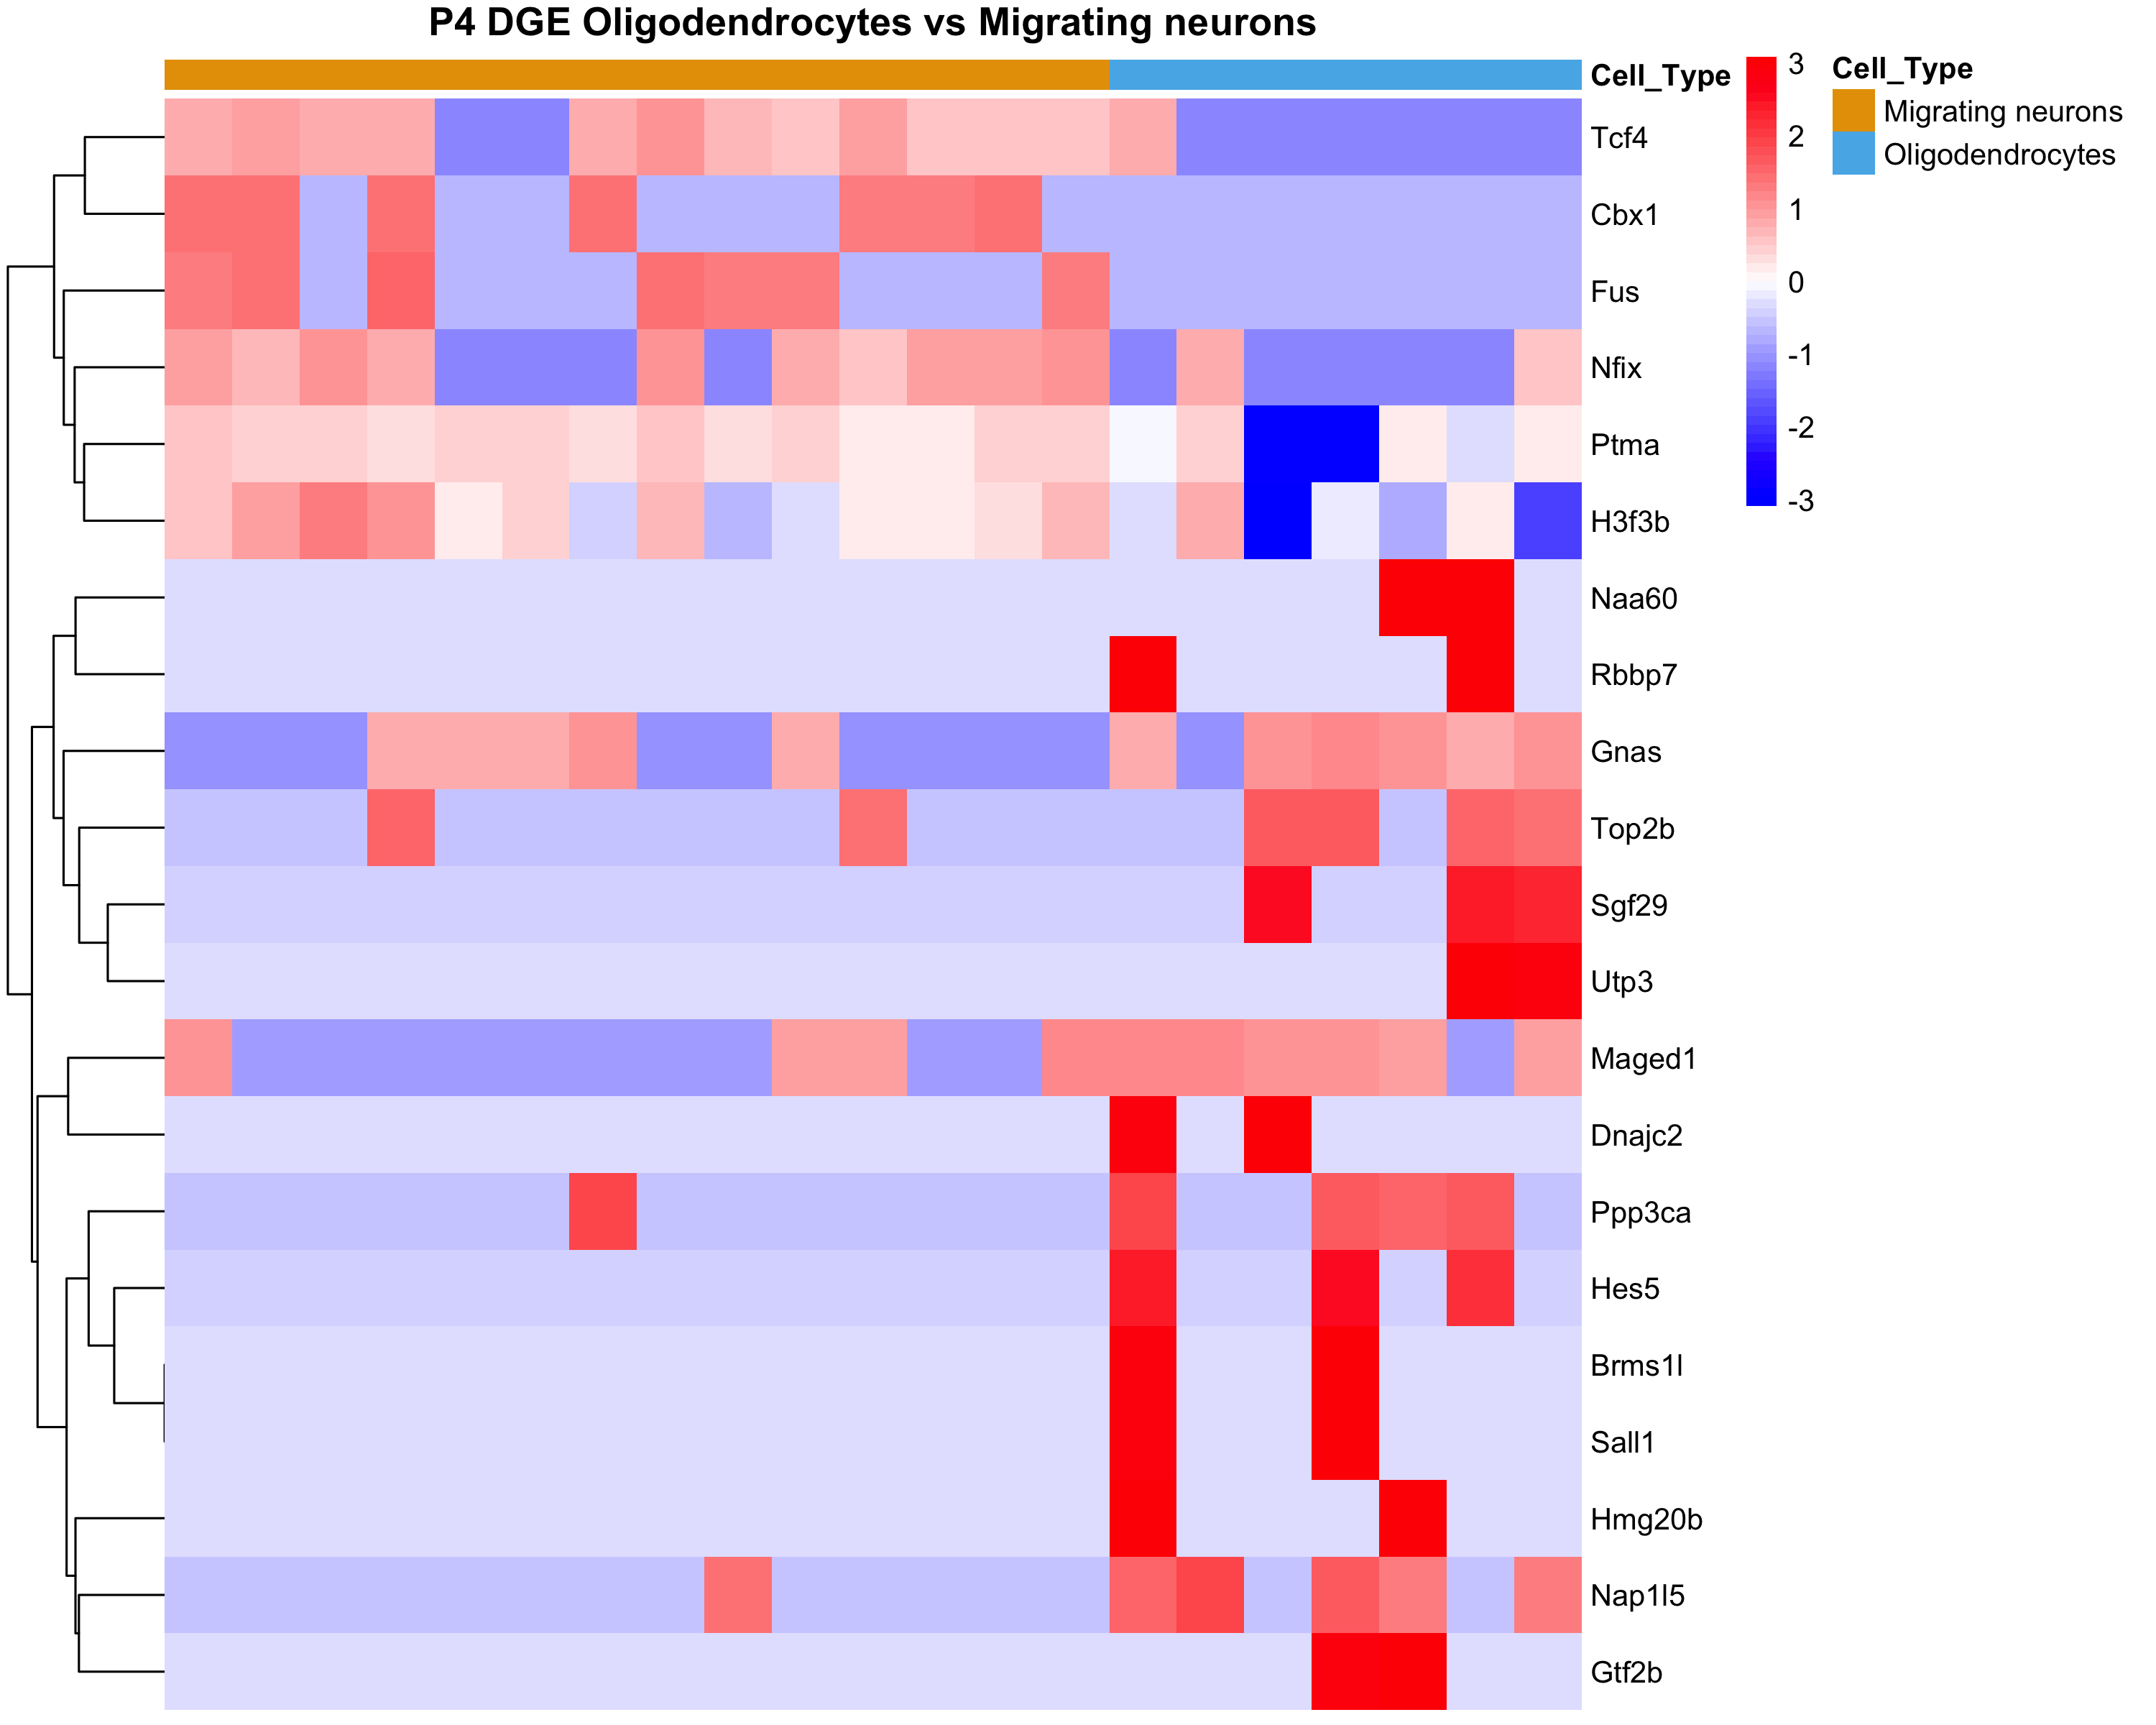 P4 DGE Oligodendrocytes vs Migrating neurons
Cell_Type
3
2
1
0
-1
-2
-3
Cell_Type
Migrating neurons
Oligodendrocytes
Tcf4
Cbx1
Fus
Nfix
Ptma
H3f3b
Naa60
Rbbp7
Gnas
Top2b
Sgf29
Utp3
Maged1
Dnajc2
Ppp3ca
Hes5
Brms1l
Sall1
Hmg20b
Nap1l5
Gtf2b